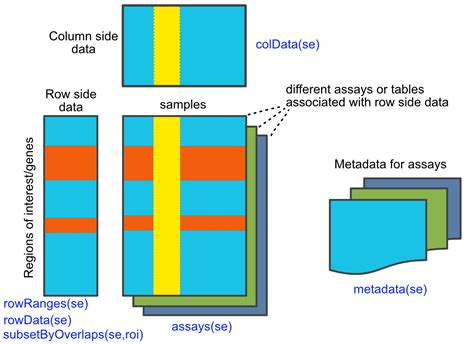 Column side
data
colData(se)
Row side
data
samples
different assays or tables
associated with row side data
Regions of interest/genes
Metadata for assays
rowRanges(se)
rowData(se)
subsetByOverlaps(se,roi)
assays(se)
metadata(se)